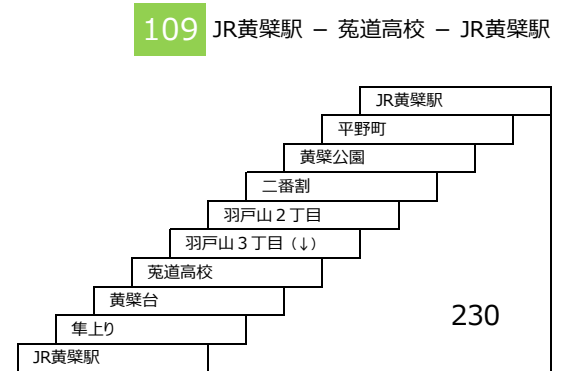 109 JR黄檗駅 － 菟道高校 － JR黄檗駅
JR黄檗駅
平野町
黄檗公園
二番割
羽戸山２丁目
羽戸山３丁目（↓）
菟道高校
黄檗台
隼上り
230
JR黄檗駅